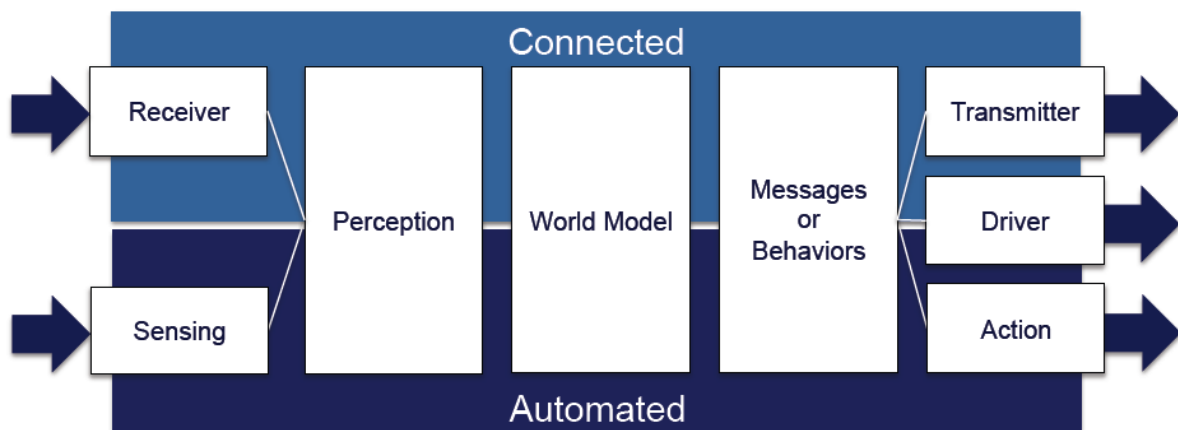 Connected
Receiver
Transmitter
Perception
World Model
Messages
or
Behaviors
Driver
Sensing
Action
Automated